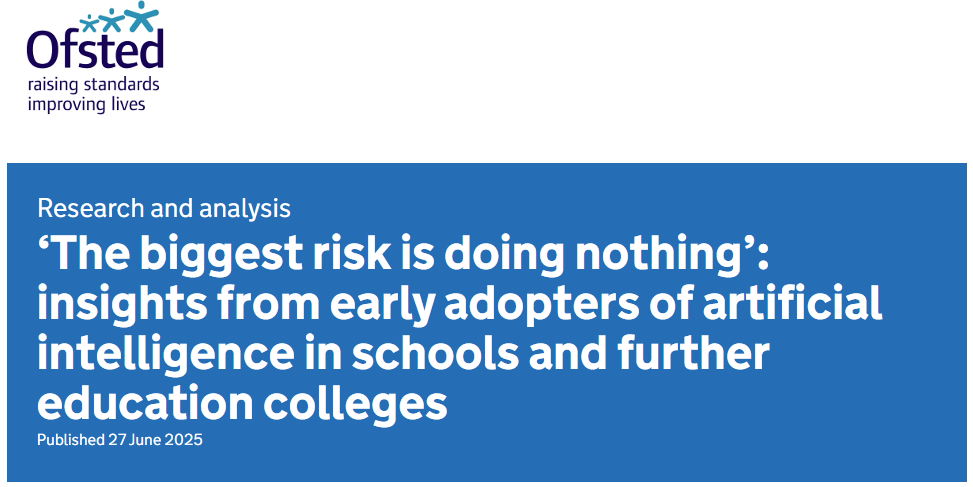 Ofsted
raising standards
improving lives
Research and analysis
‘The biggest risk is doing nothing’:
insights from early adopters of artificial
intelligence in schools and further
education colleges
Published 27 June 2025